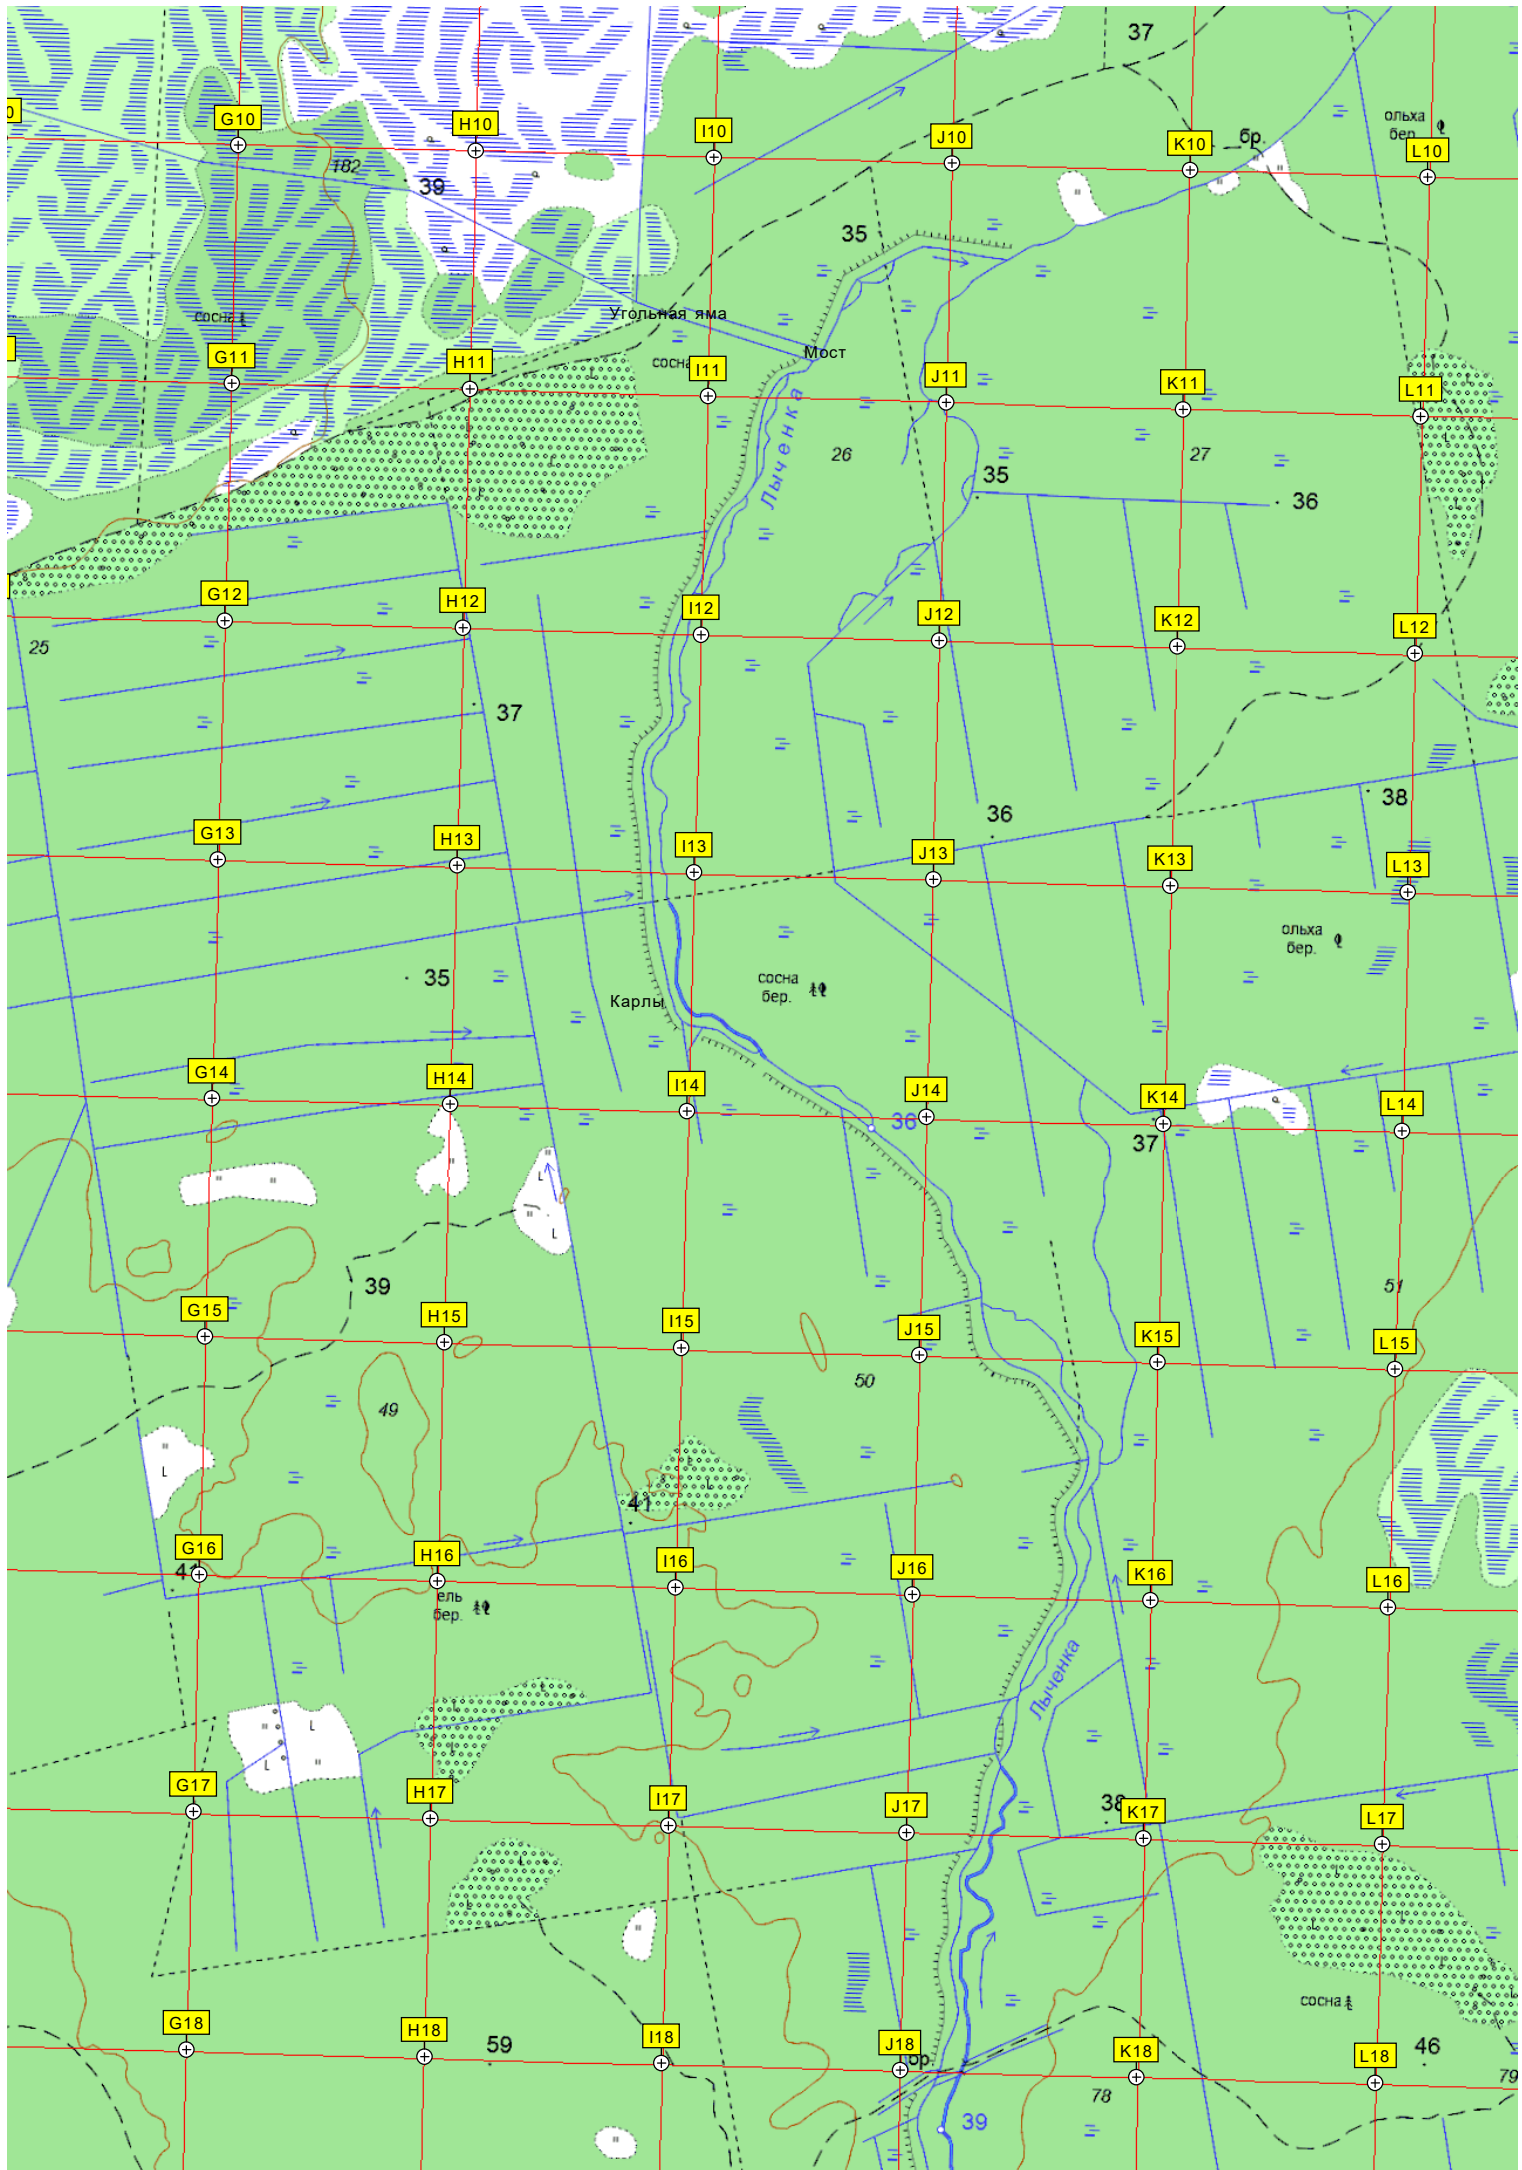 37
G10
H10
I10
J10
K10
бр.
ольха
бер.
L10
182
39
35
сосна
Угольная яма
Мост
G11
H11
сосна
I11
J11
K11
L11
Лыченка
26
27
35
36
G12
H12
I12
J12
K12
L12
25
37
36
38
G13
H13
I13
J13
K13
L13
ольха
бер.
35
сосна
бер.
Карлы
G14
H14
I14
J14
K14
L14
36
37
39
51
G15
H15
I15
J15
K15
L15
50
49
41
G16
H16
I16
J16
K16
L16
41
ель
бер.
Лыченка
G17
H17
I17
J17
38
K17
L17
сосна
G18
H18
59
I18
J18
бр.
K18
L18
46
78
79
39